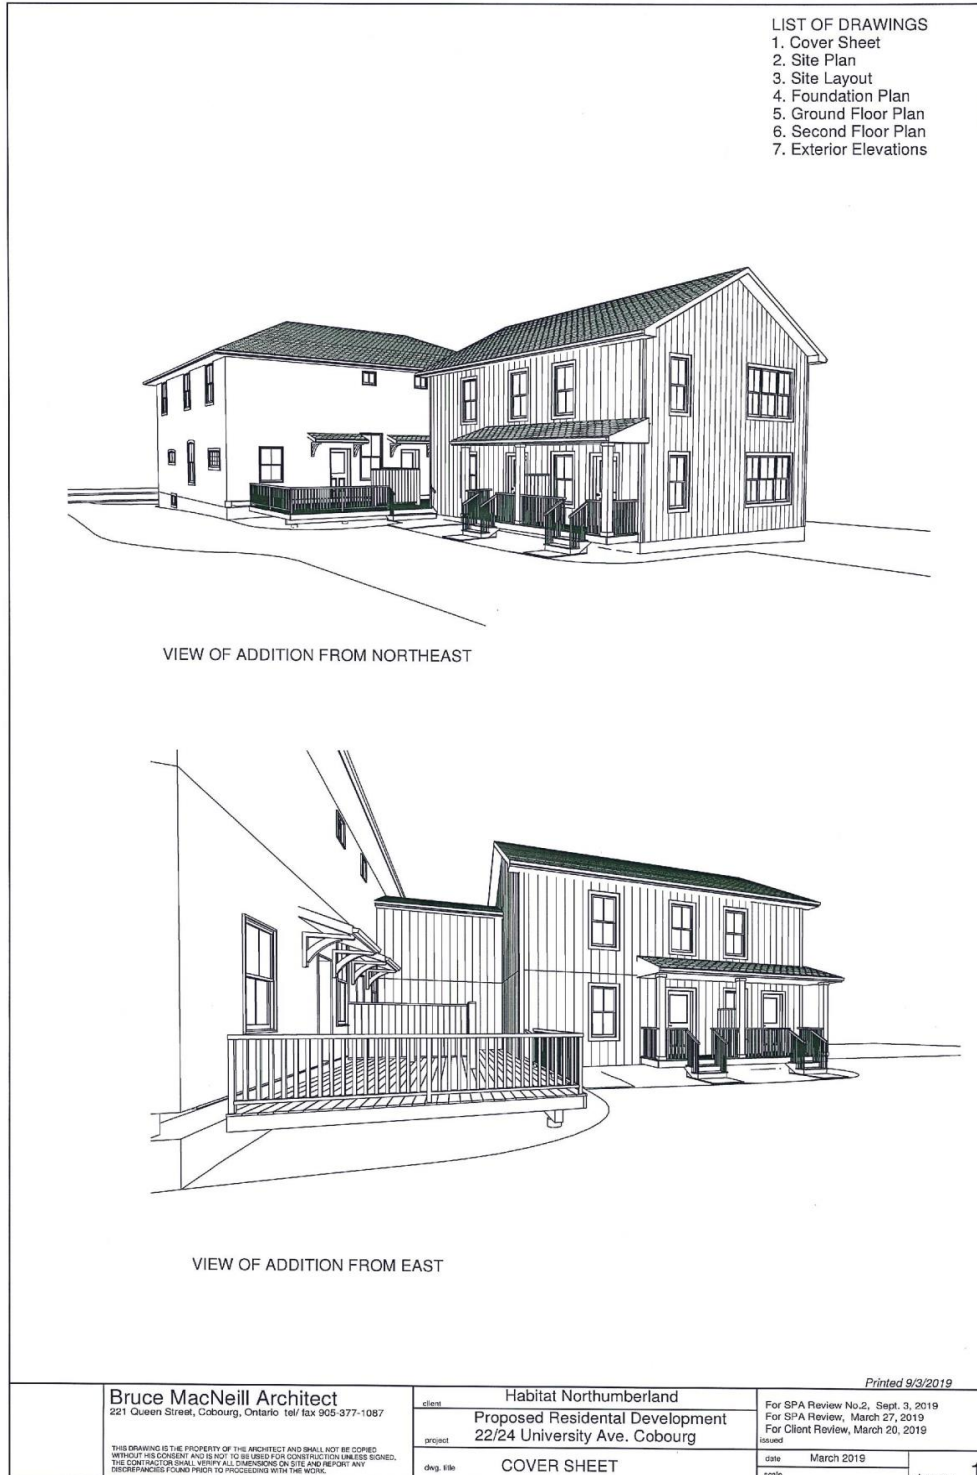 LIST OF DRAWINGS
1. Cover Sheet
2. Site Plan
3. Site Layout
4. Foundation Plan
5. Ground Floor Plan
6. Second Floor Plan
7. Exterior Elevations
VIEW OF ADDITION FROM NORTHEAST
VIEW OF ADDITION FROM EAST
Printed 9/3/2019
Bruce MacNeill Architect
221 Queen Street, Cobourg, Ontario tel/ fax 905-377-1087
THIS DRAWING IS THE PROPERTY OF THE ARCHITECT AND SHALL NOT BE COPIED
WITHOUT HIS CONSENT AND IS NOT TO BE USED FOR CONSTRUCTION UNLESS SIGNED.
THE CONTRACTOR SHALL VERIFY ALL DIMENSIONS ON SITE AND REPORT ANY
DISCREPANCIES FOUND PRIOR TO PROCEEDING WITH THE WORK.
client
Habitat Northumberland
project
Proposed Residental Development
22/24 University Ave. Cobourg
dwg. title
COVER SHEET
For SPA Review No.2, Sept. 3, 2019
For SPA Review, March 27, 2019
For Client Review, March 20, 2019
issued
date March 2019
scale
1